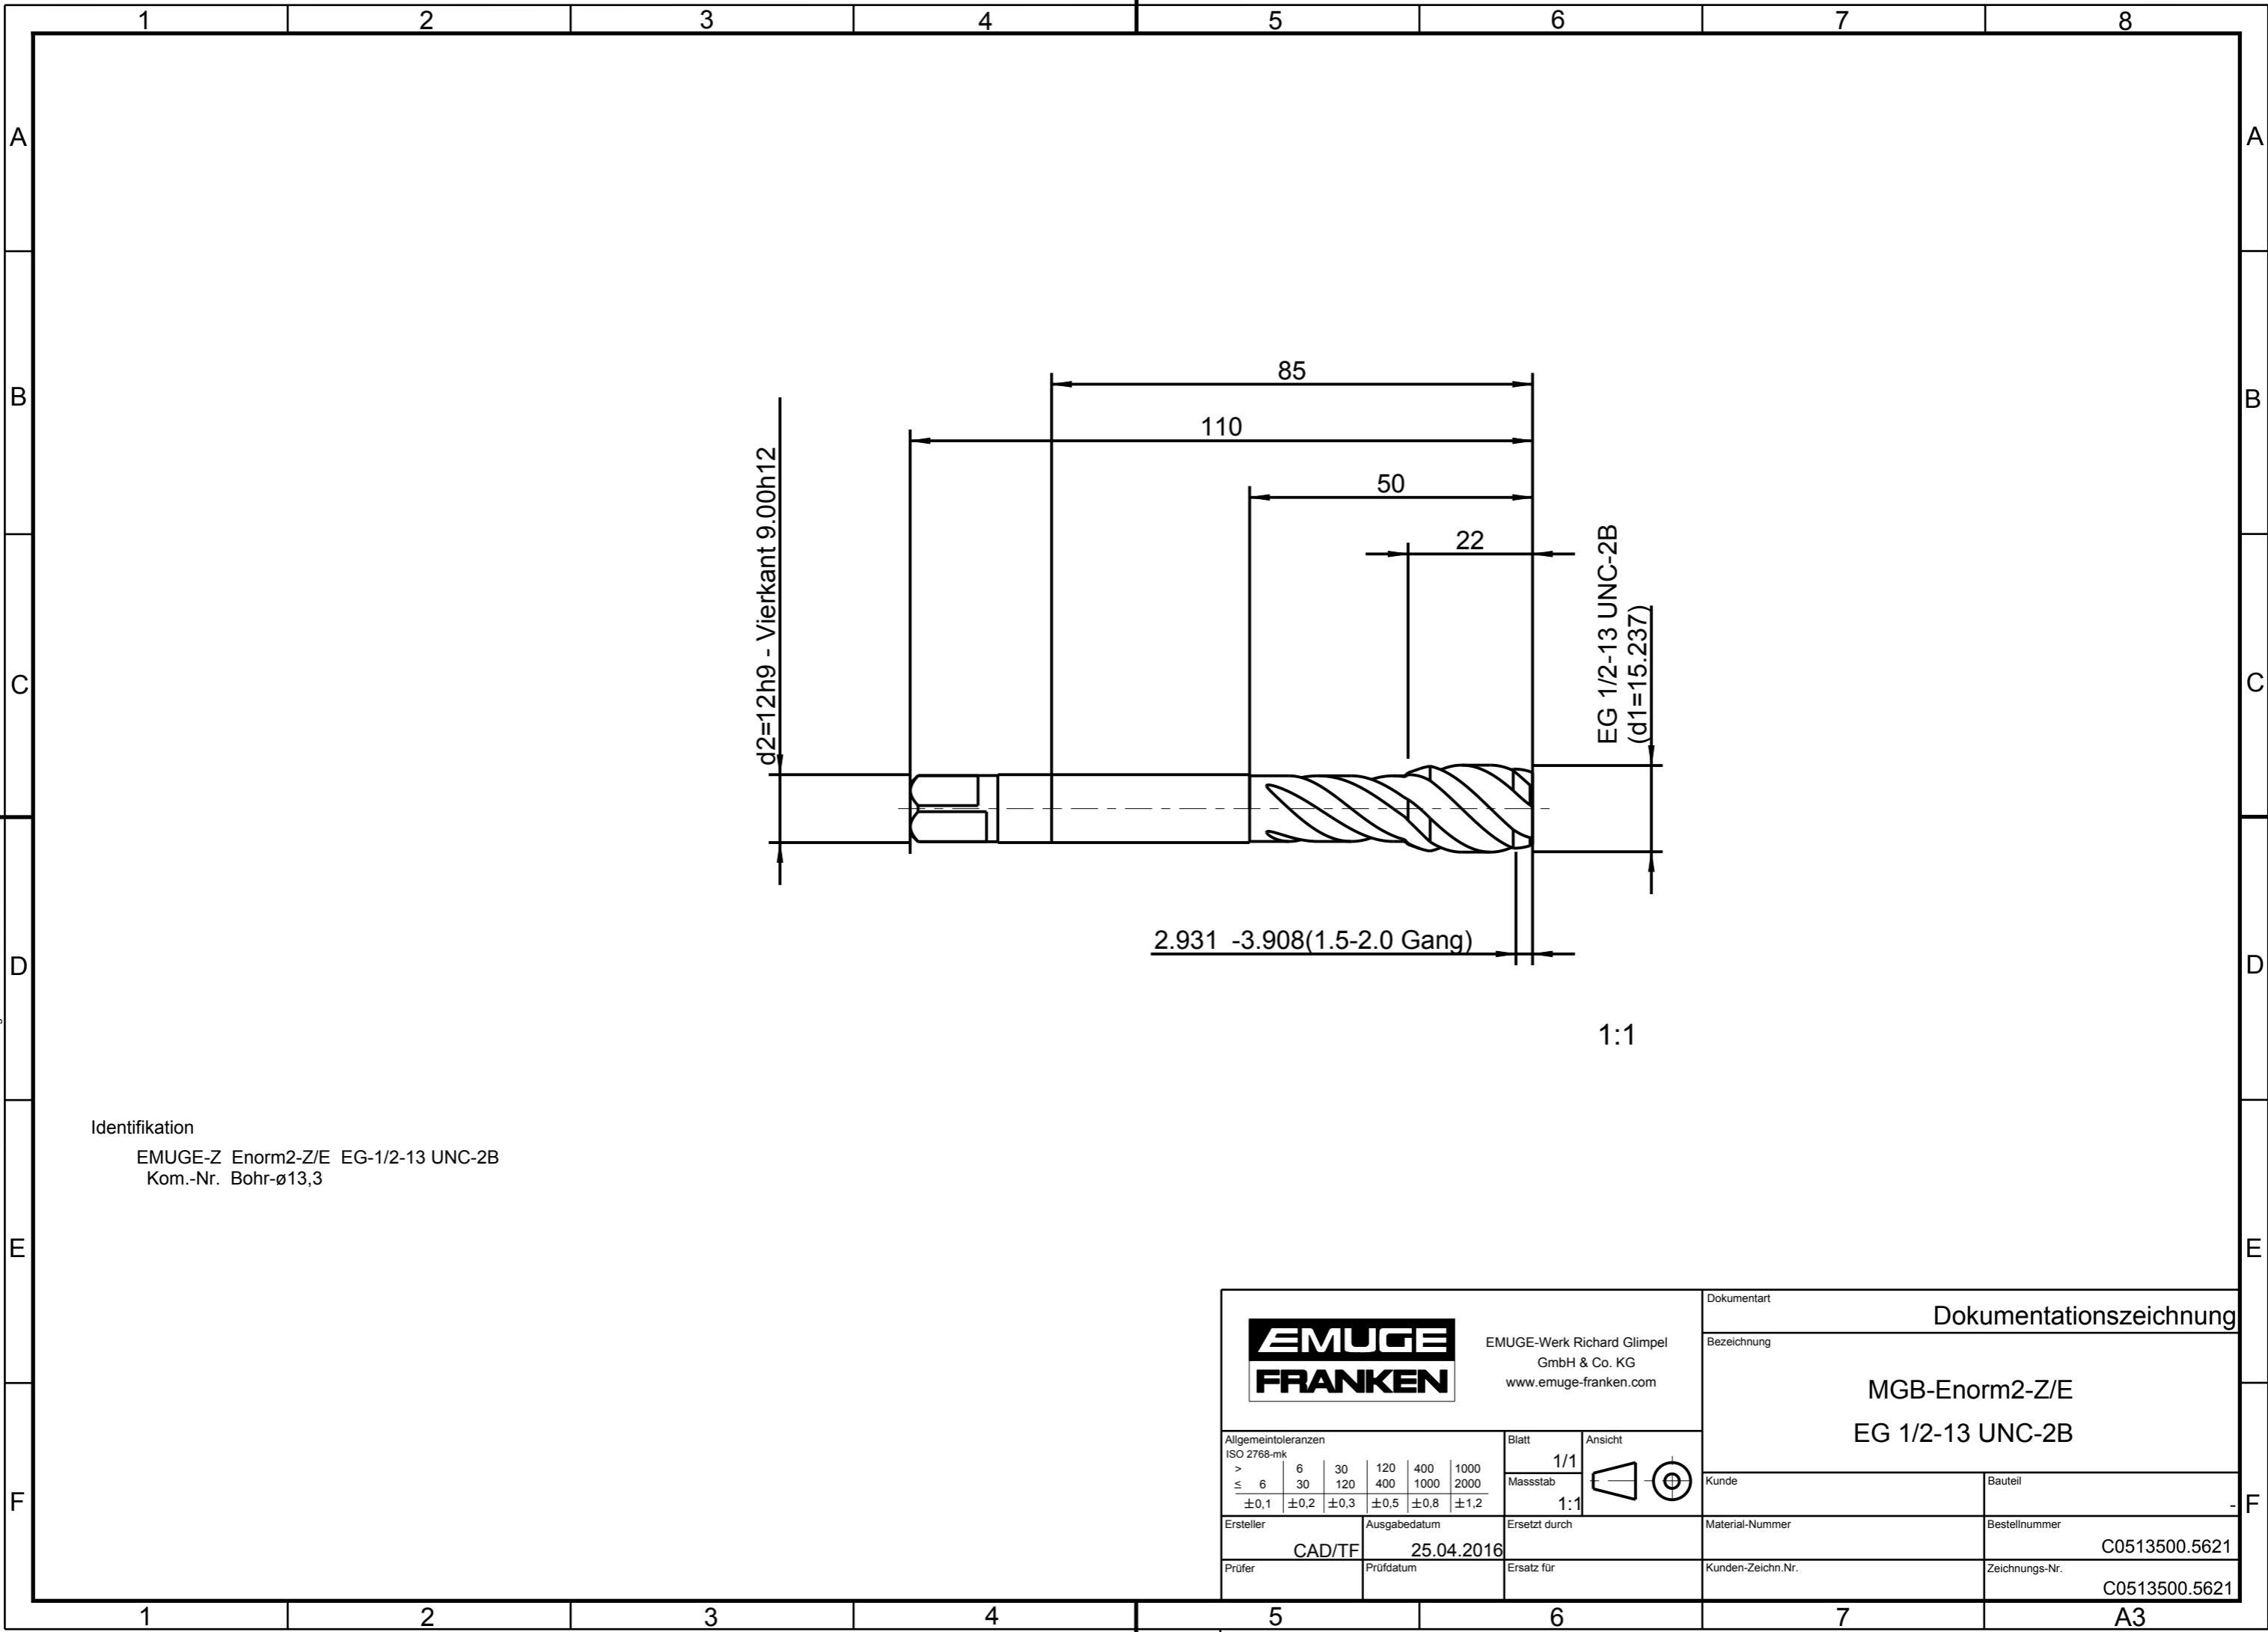 1 2 3 4 5 6 7 8
A A
B B
C C
D D
E E
F F
85
110
50
22
d2=12h9 - Vierkant 9.00h12
EG 1/2-13 UNC-2B
(d1=15.237)
2.931 -3.908(1.5-2.0 Gang)
1:1
Identifikation
EMUGE-Z Enorm2-Z/E EG-1/2-13 UNC-2B
Kom.-Nr. Bohr-ø13,3
EMUGE
FRANKEN
EMUGE-Werk Richard Glimpel
GmbH & Co. KG
www.emuge-franken.com
Dokumentart
Dokumentationszeichnung
Bezeichnung
MGB-Enorm2-Z/E
EG 1/2-13 UNC-2B
Allgemeintoleranzen
ISO 2768-mk
> 6 30 120 400 1000
≤ 6 30 120 400 1000 2000
±0,1 ±0,2 ±0,3 ±0,5 ±0,8 ±1,2
Blatt
1/1
Ansicht
Massstab
1:1
Kunde
Bauteil
-
Ersteller
CAD/TF
Ausgabedatum
25.04.2016
Ersetzt durch
Material-Nummer
Bestellnummer
C0513500.5621
Prüfer
Prüfdatum
Ersatz für
Kunden-Zeichn.Nr.
Zeichnungs-Nr.
C0513500.5621
1 2 3 4 5 6 7 A3